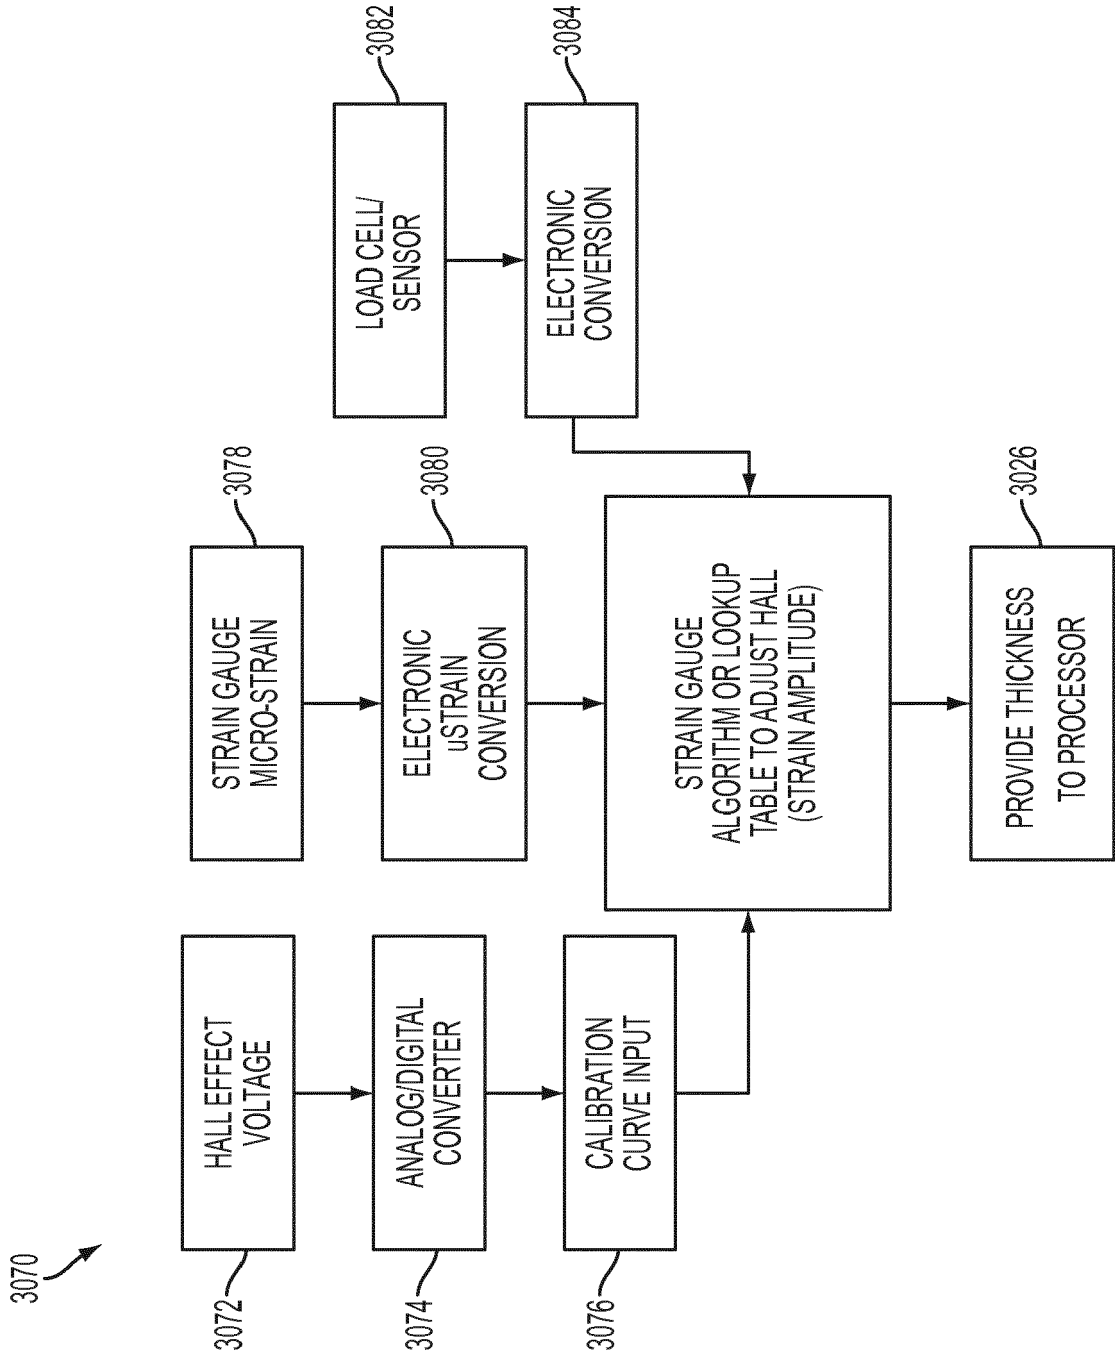 3070
3072
HALL EFFECT
VOLTAGE
3074
ANALOG/DIGITAL
CONVERTER
3076
CALIBRATION
CURVE INPUT
3078
STRAIN GAUGE
MICRO-STRAIN
3080
ELECTRONIC
uSTRAIN
CONVERSION
STRAIN GAUGE
ALGORITHM OR LOOKUP
TABLE TO ADJUST HALL
(STRAIN AMPLITUDE)
3026
PROVIDE THICKNESS
TO PROCESSOR
3082
LOAD CELL/
SENSOR
3084
ELECTRONIC
CONVERSION